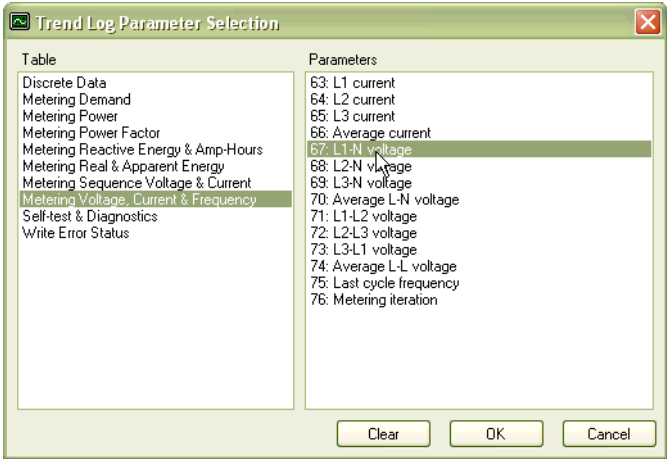 Trend Log Parameter Selection
Table
Discrete Data
Metering Demand
Metering Power
Metering Power Factor
Metering Reactive Energy & Amp-Hours
Metering Real & Apparent Energy
Metering Sequence Voltage & Current
Metering Voltage, Current & Frequency
Self-test & Diagnostics
Write Error Status
Parameters
63: L1 current
64: L2 current
65: L3 current
66: Average current
67: L1-N voltage
68: L2-N voltage
69: L3-N voltage
70: Average L-N voltage
71: L1-L2 voltage
72: L2-L3 voltage
73: L3-L1 voltage
74: Average L-L voltage
75: Last cycle frequency
76: Metering iteration
Clear
OK
Cancel